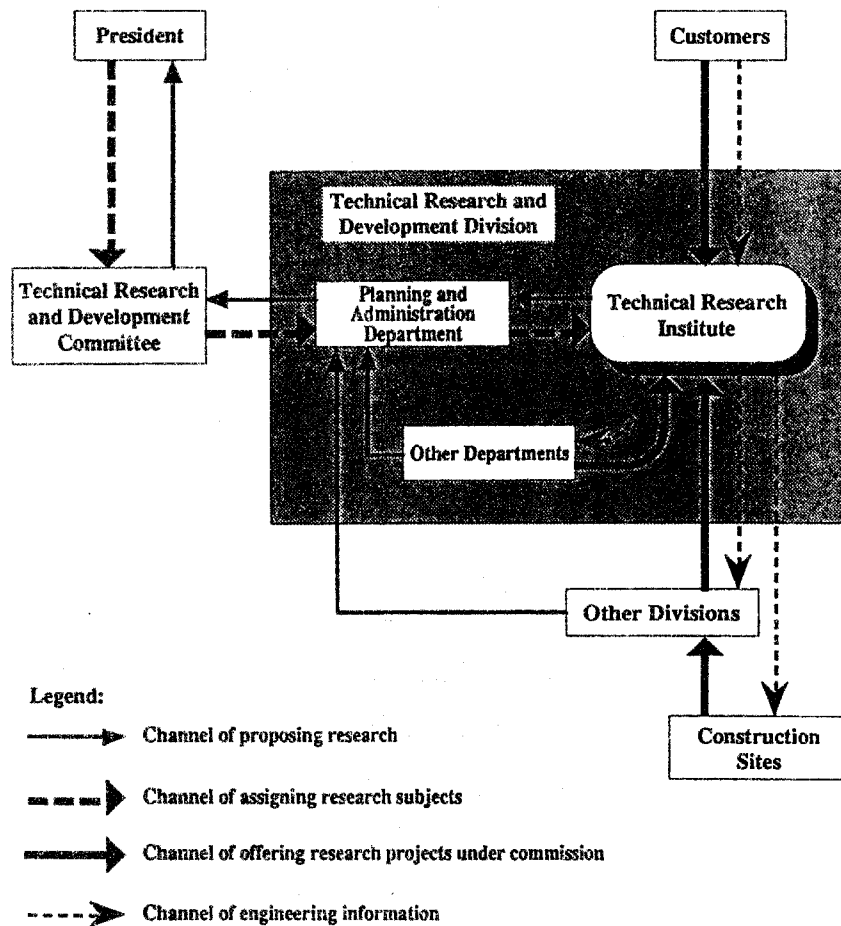 President
Customers
Technical Research and
Development Division
Technical Research
and Development
Committee
Planning and
Administration
Department
Technical Research
Institute
Other Departments
Other Divisions
Construction
Sites
Legend:
Channel of proposing research
Channel of assigning research subjects
Channel of offering research projects under commission
Channel of engineering information